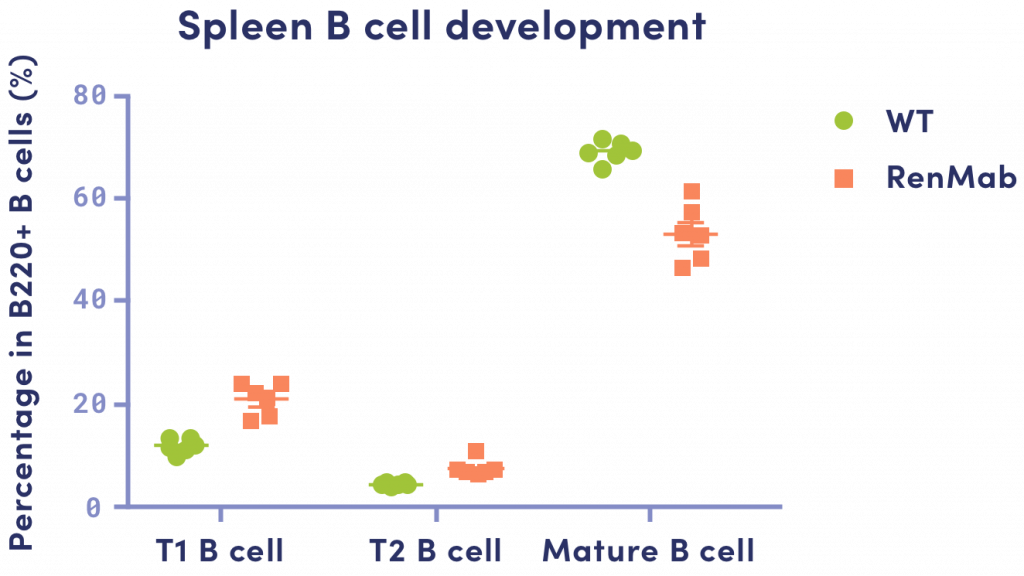 Spleen B cell development
Percentage in B220+ B cells (%)
80
60
40
20
0
T1 B cell
T2 B cell
Mature B cell
WT
RenMab